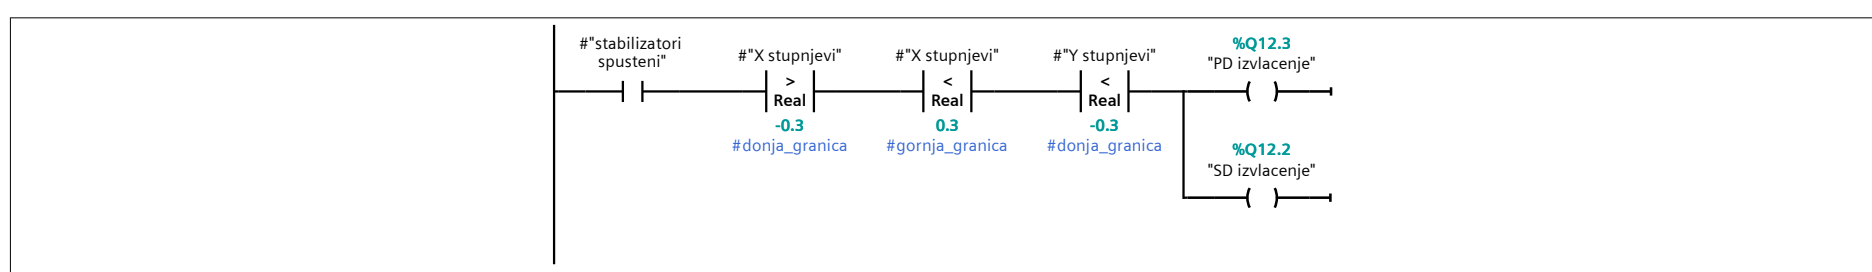 #"stabilizatori
spusteni"
#"X stupnjevi"
>
Real
-0.3
#donja_granica
#"X stupnjevi"
<
Real
0.3
#gornja_granica
#"Y stupnjevi"
<
Real
-0.3
#donja_granica
%Q12.3
"PD izvlacenje"
%Q12.2
"SD izvlacenje"